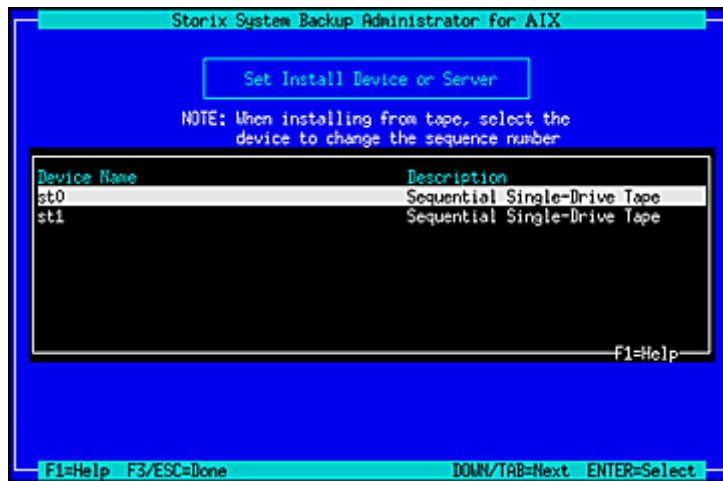 Storix System Backup Administrator for AIX
Set Install Device or Server
NOTE: When installing from tape, select the
device to change the sequence number
Device Name Description
st0 Sequential Single-Drive Tape
st1 Sequential Single-Drive Tape
F1=Help
F1=Help F3/ESC=Done DOWN/TAB=Next ENTER=Select